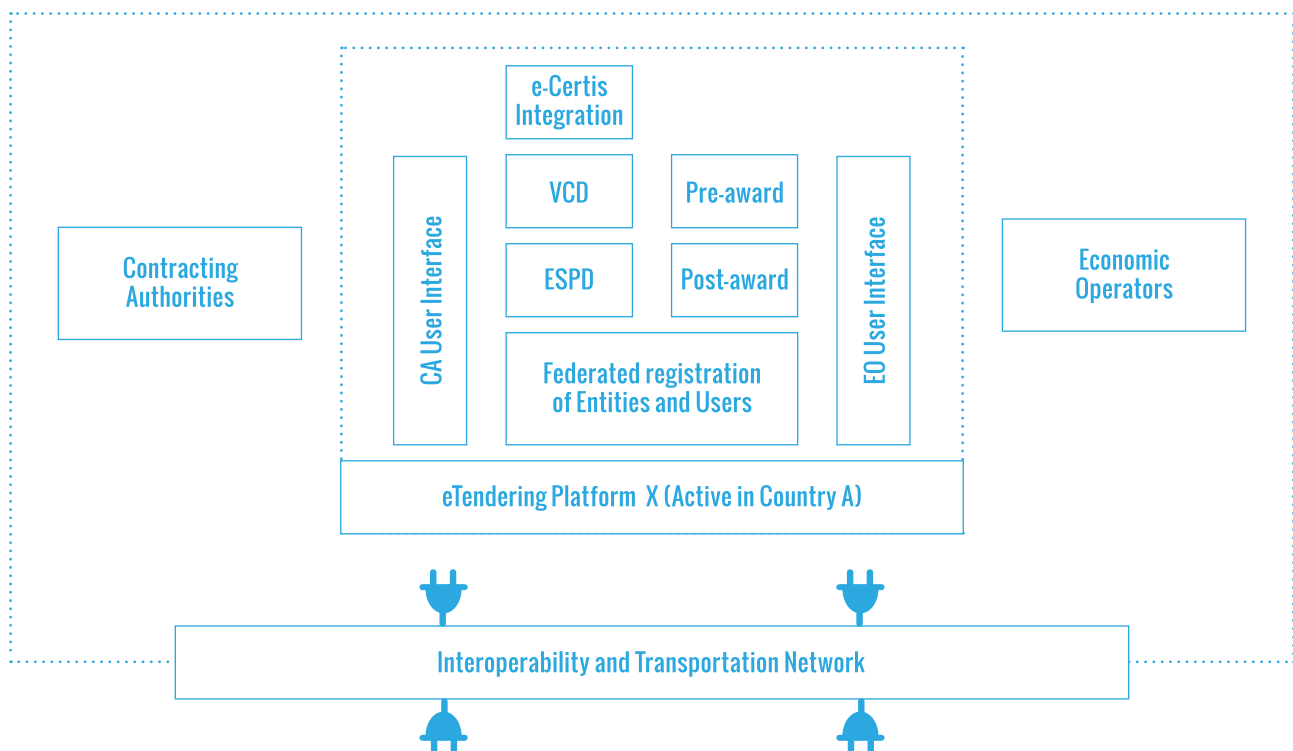 e-Certis
Integration
VCD
Pre-award
ESPD
Post-award
CA User Interface
EO User Interface
Contracting
Authorities
Economic
Operators
Federated registration
of Entities and Users
eTendering Platform X (Active in Country A)
Interoperability and Transportation Network